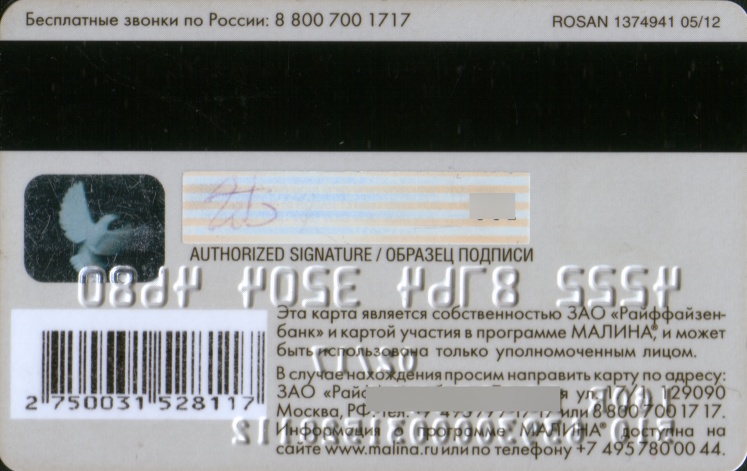 Бесплатные звонки по России: 8 800 700 1717
ROSAN 1374941 05/12
AUTHORIZED SIGNATURE / ОБРАЗЕЦ ПОДПИСИ
Эта карта является собственностью ЗАО «Райффайзен-
банк» и картой участия в программе МАЛИНА®, и может
быть использована только уполномоченным лицом.
В случае нахождения просим направить карту по адресу:
ЗАО ул. 129090
Москва, РФ. Тел. или 8 800 700 17 17.
Информация о программе МАЛИНА® доступна на
сайте www.malina.ru или по телефону +7 495 780 00 44.
2 750031 528117